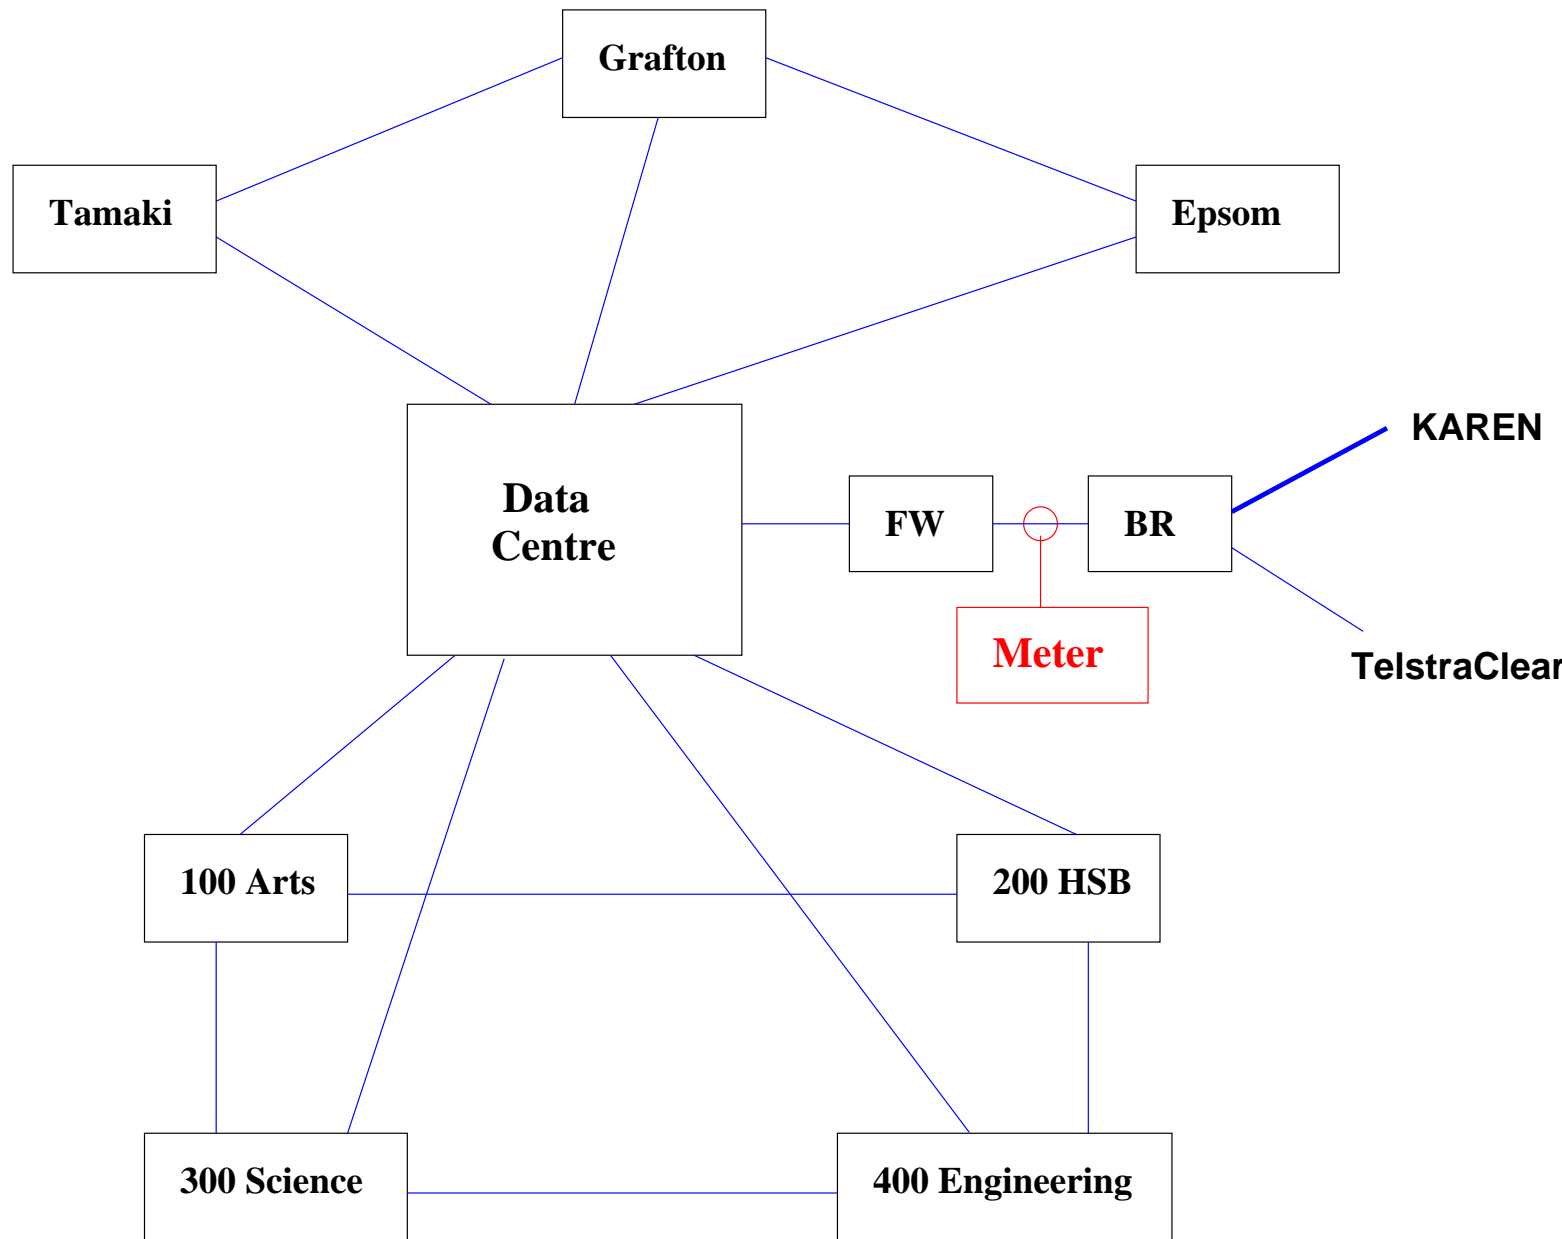 Grafton
Tamaki
Epsom
KAREN
Data
Centre
FW
BR
Meter
TelstraClear
100 Arts
200 HSB
300 Science
400 Engineering